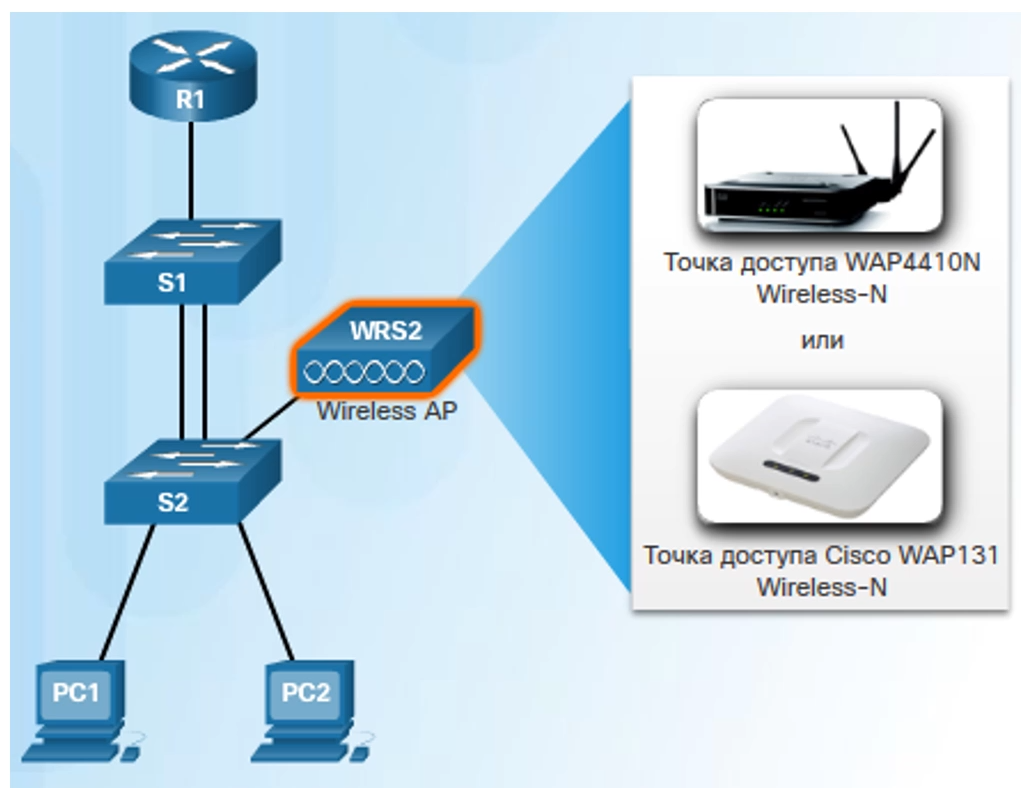 R1
S1
WRS2
Wireless AP
S2
PC1
PC2
Точка доступа WAP4410N
Wireless-N
или
Точка доступа Cisco WAP131
Wireless-N